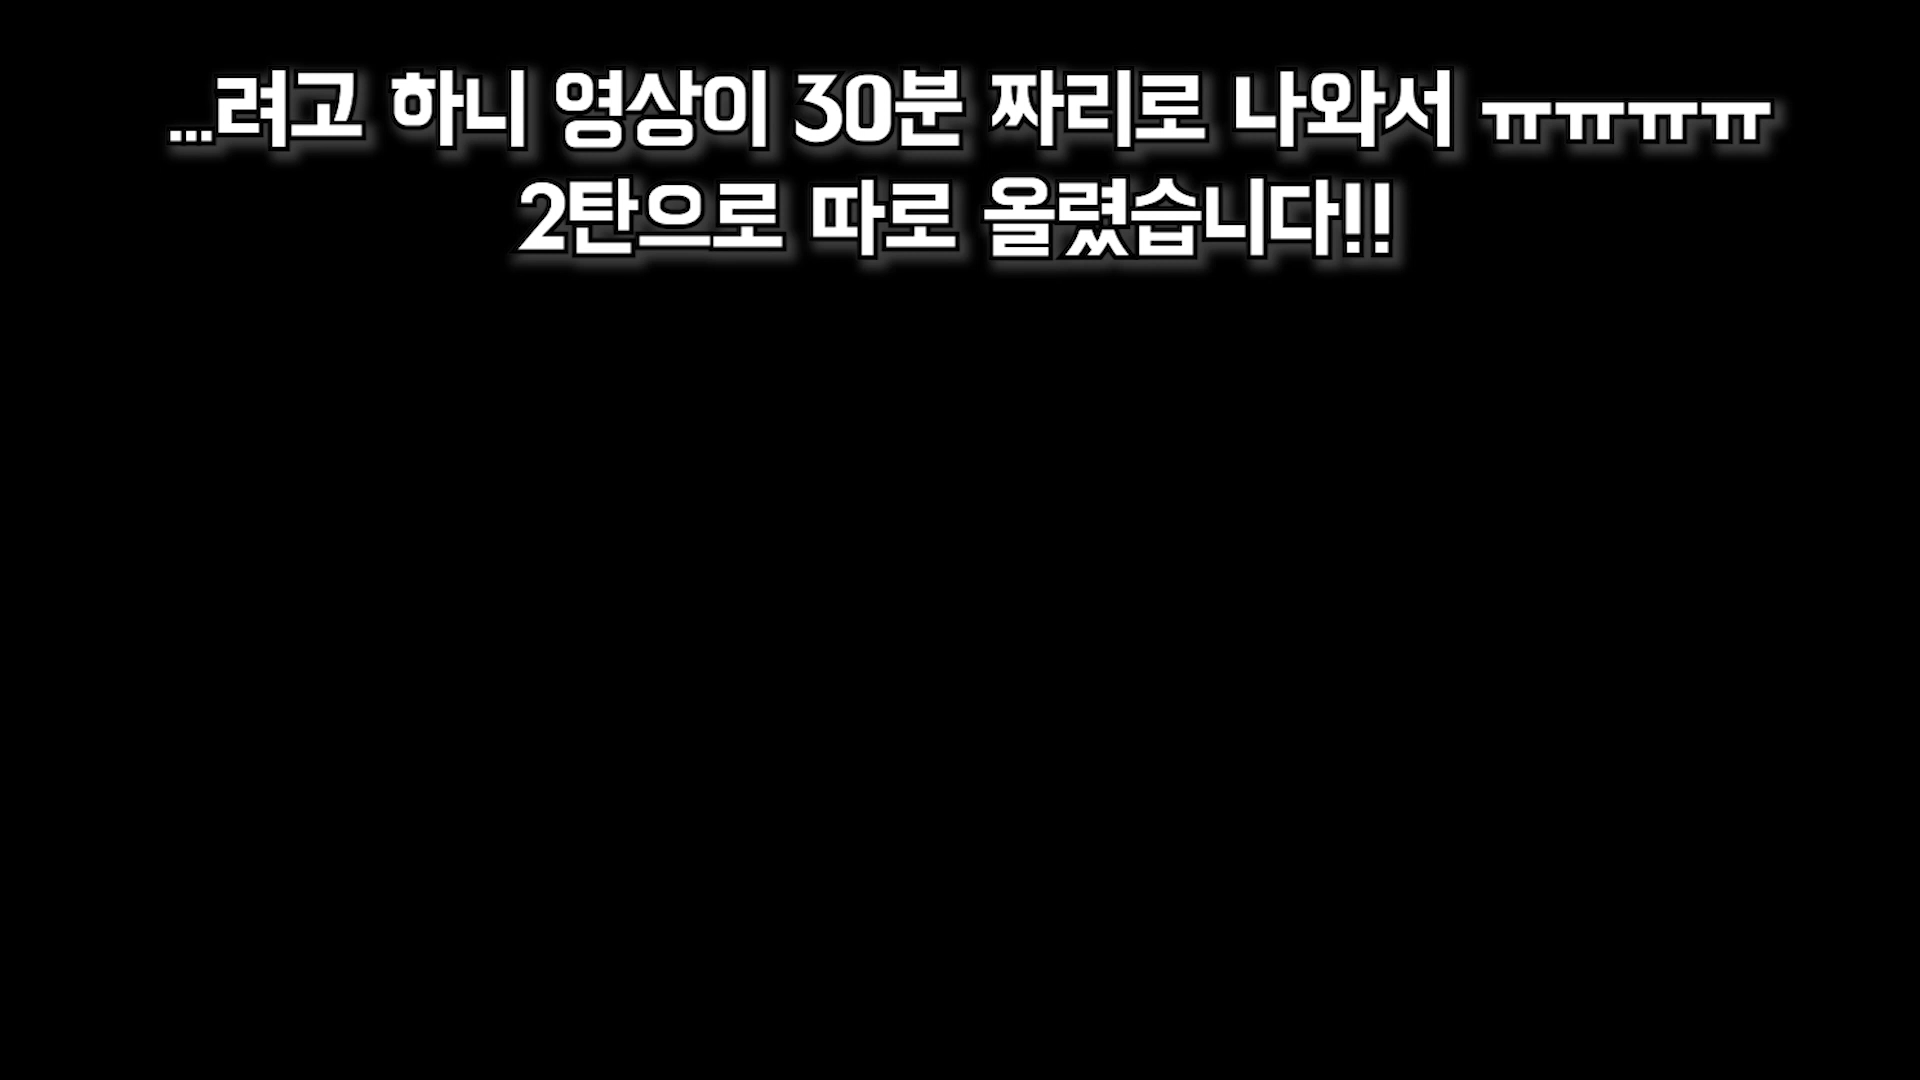 ...려고 하니 영상이 30분 짜리로 나와서 ㅠㅠㅠㅠ
2탄으로 따로 올렸습니다!!